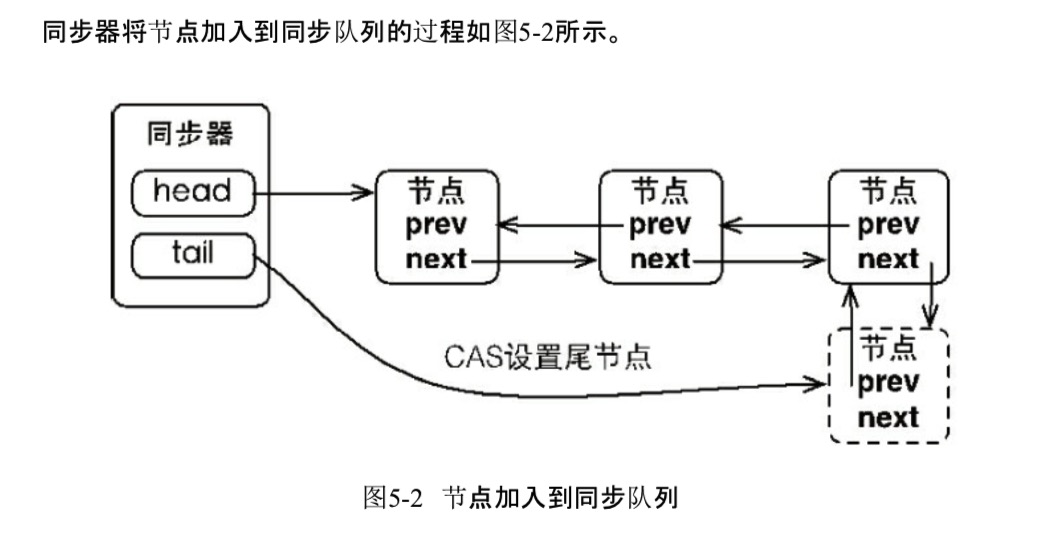 同步器将节点加入到同步队列的过程如图5-2所示。
同步器
head
tail
节点
prev
next
节点
prev
next
节点
prev
next
CAS设置尾节点
节点
prev
next
图5-2 节点加入到同步队列